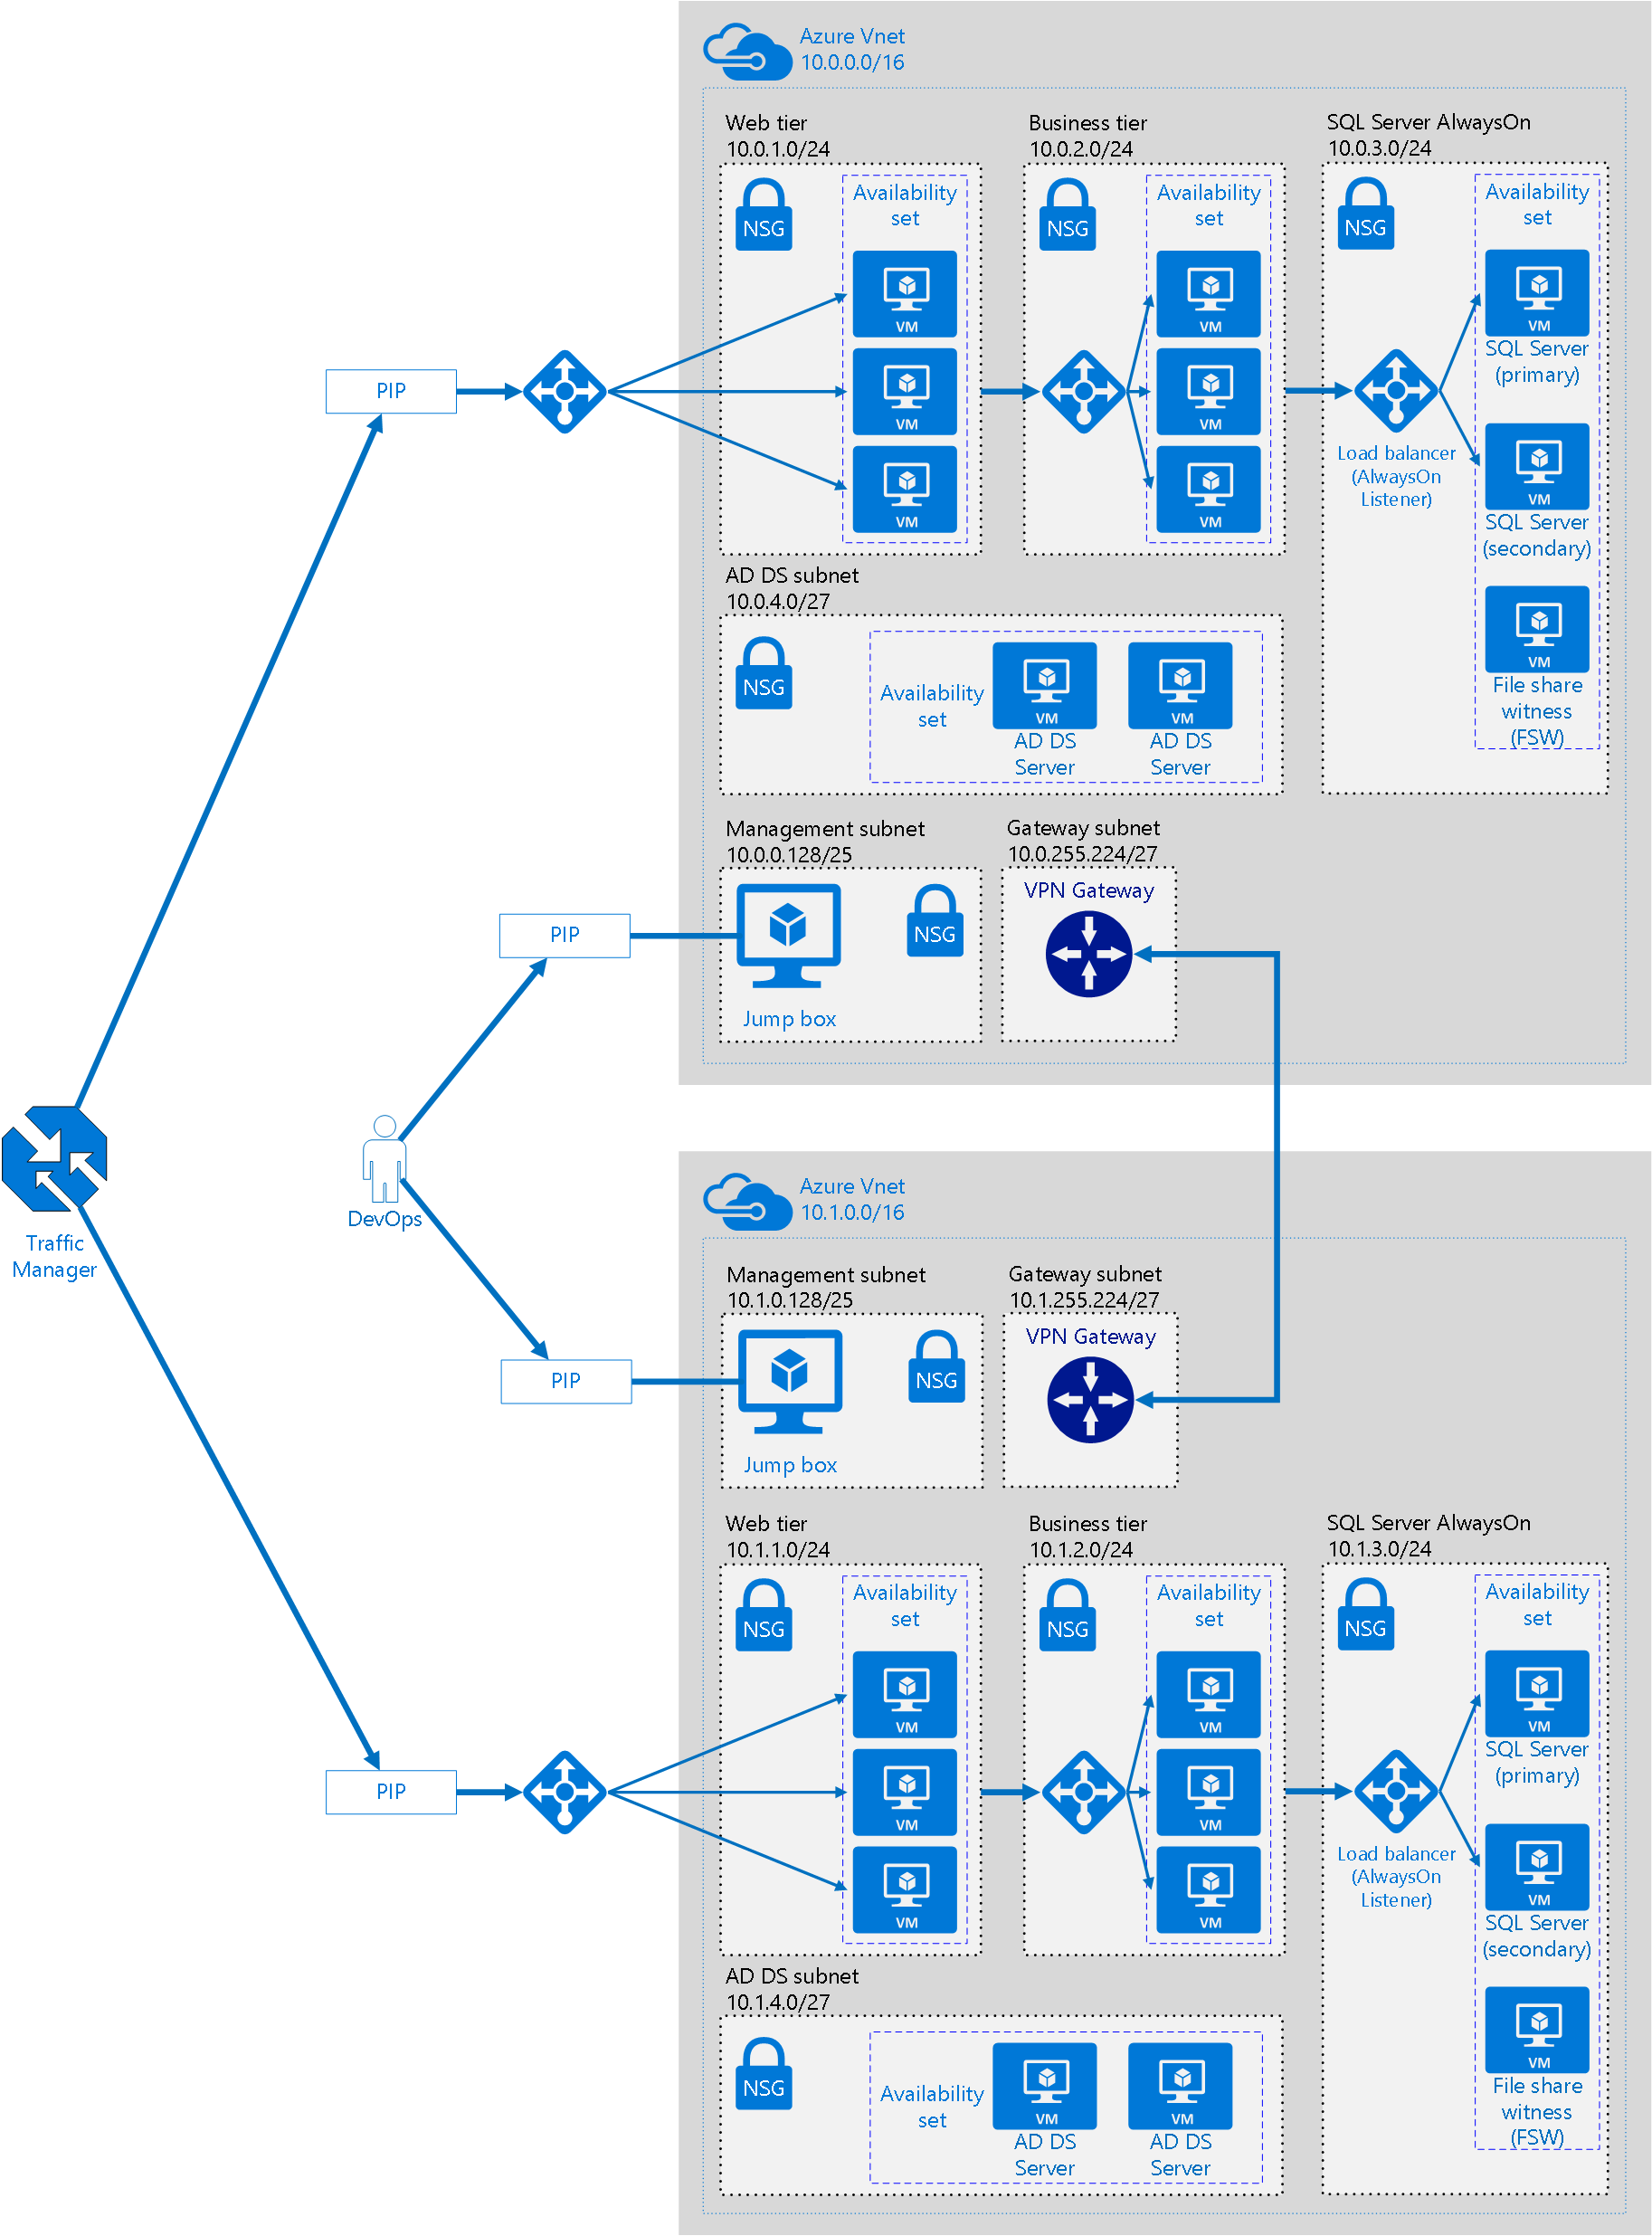 Azure Vnet
10.0.0.0/16
Web tier
10.0.1.0/24
NSG
Availability
set
VM
VM
VM
Business tier
10.0.2.0/24
NSG
Availability
set
VM
VM
VM
SQL Server AlwaysOn
10.0.3.0/24
NSG
Availability
set
VM
SQL Server
(primary)
Load balancer
(AlwaysOn
Listener)
VM
SQL Server
(secondary)
VM
File share
witness
(FSW)
PIP
AD DS subnet
10.0.4.0/27
NSG
Availability
set
VM
AD DS
Server
VM
AD DS
Server
Management subnet
10.0.0.128/25
NSG
Jump box
PIP
Gateway subnet
10.0.255.224/27
VPN Gateway
Traffic
Manager
DevOps
Azure Vnet
10.1.0.0/16
Management subnet
10.1.0.128/25
NSG
Jump box
PIP
Gateway subnet
10.1.255.224/27
VPN Gateway
Web tier
10.1.1.0/24
NSG
Availability
set
VM
VM
VM
Business tier
10.1.2.0/24
NSG
Availability
set
VM
VM
VM
SQL Server AlwaysOn
10.1.3.0/24
NSG
Availability
set
VM
SQL Server
(primary)
Load balancer
(AlwaysOn
Listener)
VM
SQL Server
(secondary)
VM
File share
witness
(FSW)
PIP
AD DS subnet
10.1.4.0/27
NSG
Availability
set
VM
AD DS
Server
VM
AD DS
Server